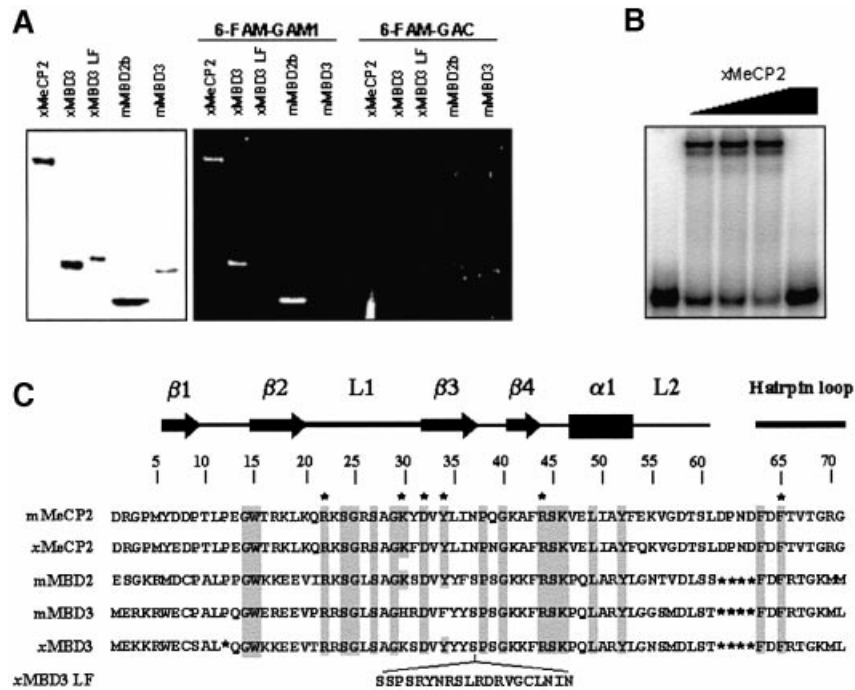 A
6-FAM-GAM1
6-FAM-GAC
xMeCP2
xMBD3
xMBD3 LF
mMBD2b
mMBD3
xMeCP2
xMBD3
xMBD3 LF
mMBD2b
mMBD3
xMeCP2
xMBD3
xMBD3 LF
mMBD2b
mMBD3
B
xMeCP2
C
β1 β2 L1 β3 β4 α1 L2 Hairpin loop
5 10 15 20 25 30 35 40 45 50 55 60 65 70
* * * * * *
mMeCP2 DRGPMYDDPTLPEGWTRKLKQRKSGRSAGKYDVYLINPQGKAFRSKVELIAYFEKVGDTSLDPNDFDFTVTGRG
xMeCP2 DRGPMYEDPTLPEGWTRKLKQRKSGRSAGKFDVYLINPNGKAFRSKVELIAYFQKVGDTSLDPNDFDFTVTGRG
mMBD2 ESGKRMDCPALPPGWKKEEVIRKSGLSAGKSDVYYFSPSGKKFRSKPQLARYLGNTVDLSS****FDFRTGKMM
mMBD3 MERKRWECPALPQGWEREEVPRRSGLSAGHRDVFYYSPSGKKFRSKPQLARYLGGSMDLST****FDFRTGKML
xMBD3 MEKKRWECSAL*QGWKKEEVTRRSGLSAGKSDVYYYSPSGKKFRSKPQLARYLGNSMDLST****FDFRTGKML
xMBD3 LF SSPSRYNRSLRDRVGCLNIN